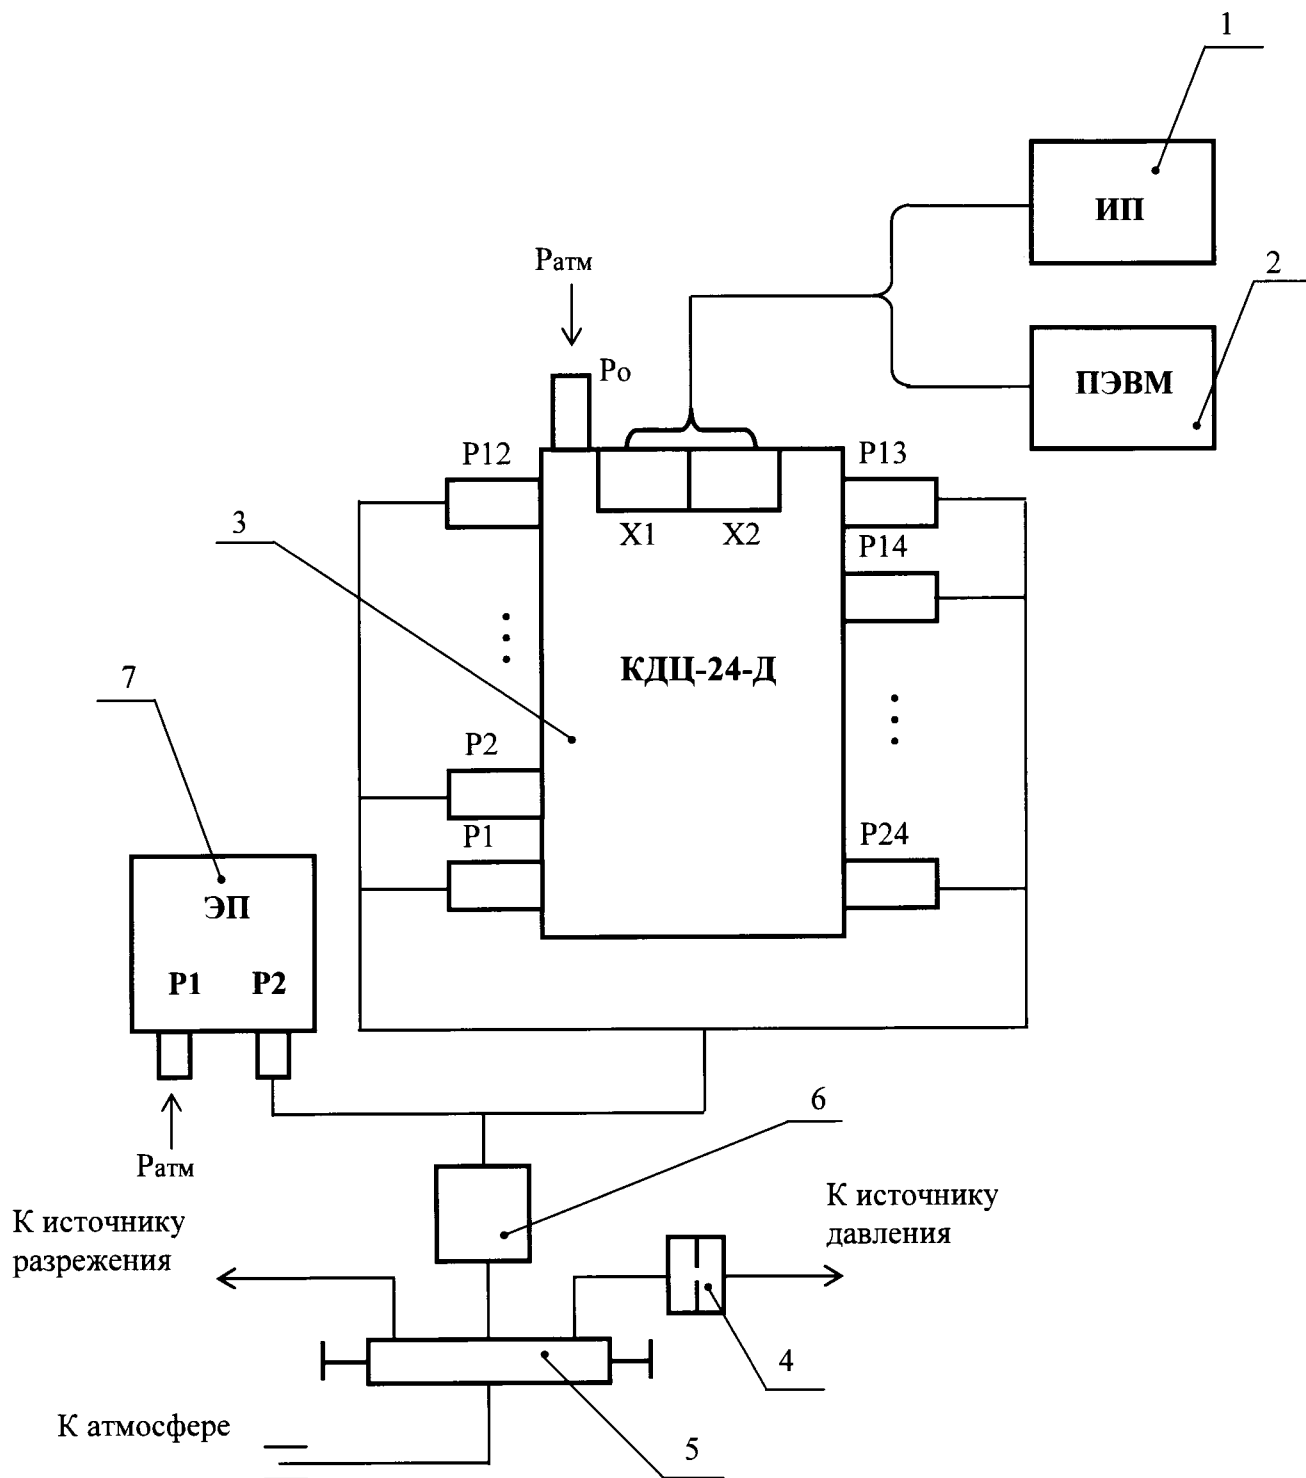 1
ИП
2
ПЭВМ
Ратм
Ро
Р12
Р13
3
Х1
Х2
Р14
КДЦ-24-Д
7
Р2
Р1
Р24
ЭП
Р1
Р2
6
Ратм
К источнику
разрежения
К источнику
давления
4
К атмосфере
5